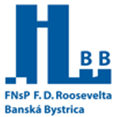 BB
FNsP F. D. Roosevelta
Banská Bystrica